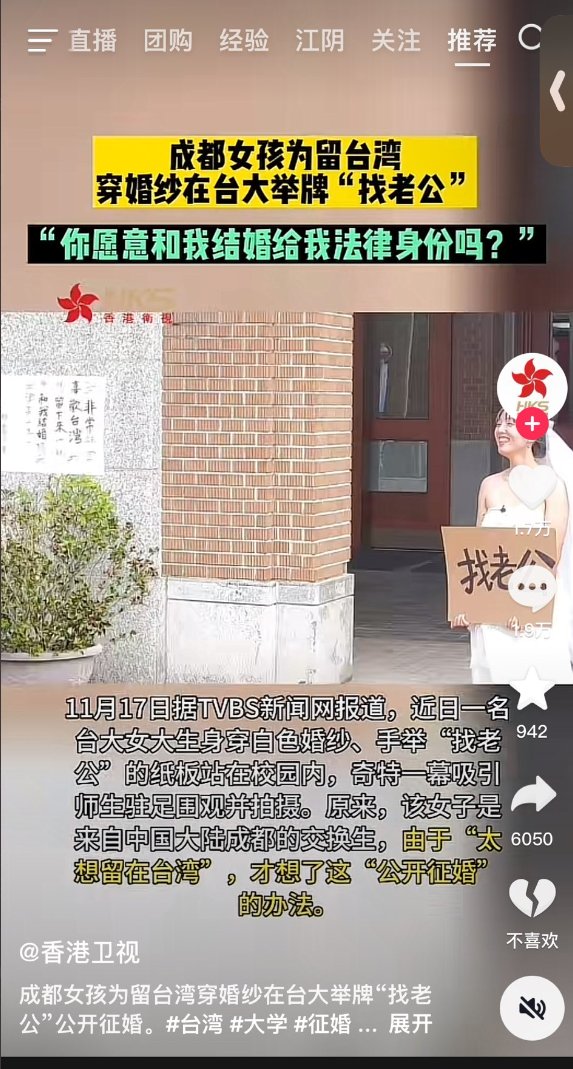 直播 团购 经验 江阴 关注 推荐
成都女孩为留台湾
穿婚纱在台大举牌“找老公”
“你愿意和我结婚给我法律身份吗？”
HKS
香港衛視
HKS
找老公
1.7万
1.9万
942
6050
不喜欢
11月17日据TVBS新闻网报道，近日一名
台大女大生身穿白色婚纱、手举“找老
公”的纸板站在校园内，奇特一幕吸引
师生驻足围观并拍摄。原来，该女子是
来自中国大陆成都的交换生，由于“太
想留在台湾”，才想了这“公开征婚”
的办法。
@香港卫视
成都女孩为留台湾穿婚纱在台大举牌“找老
公”公开征婚。#台湾 #大学 #征婚 ... 展开